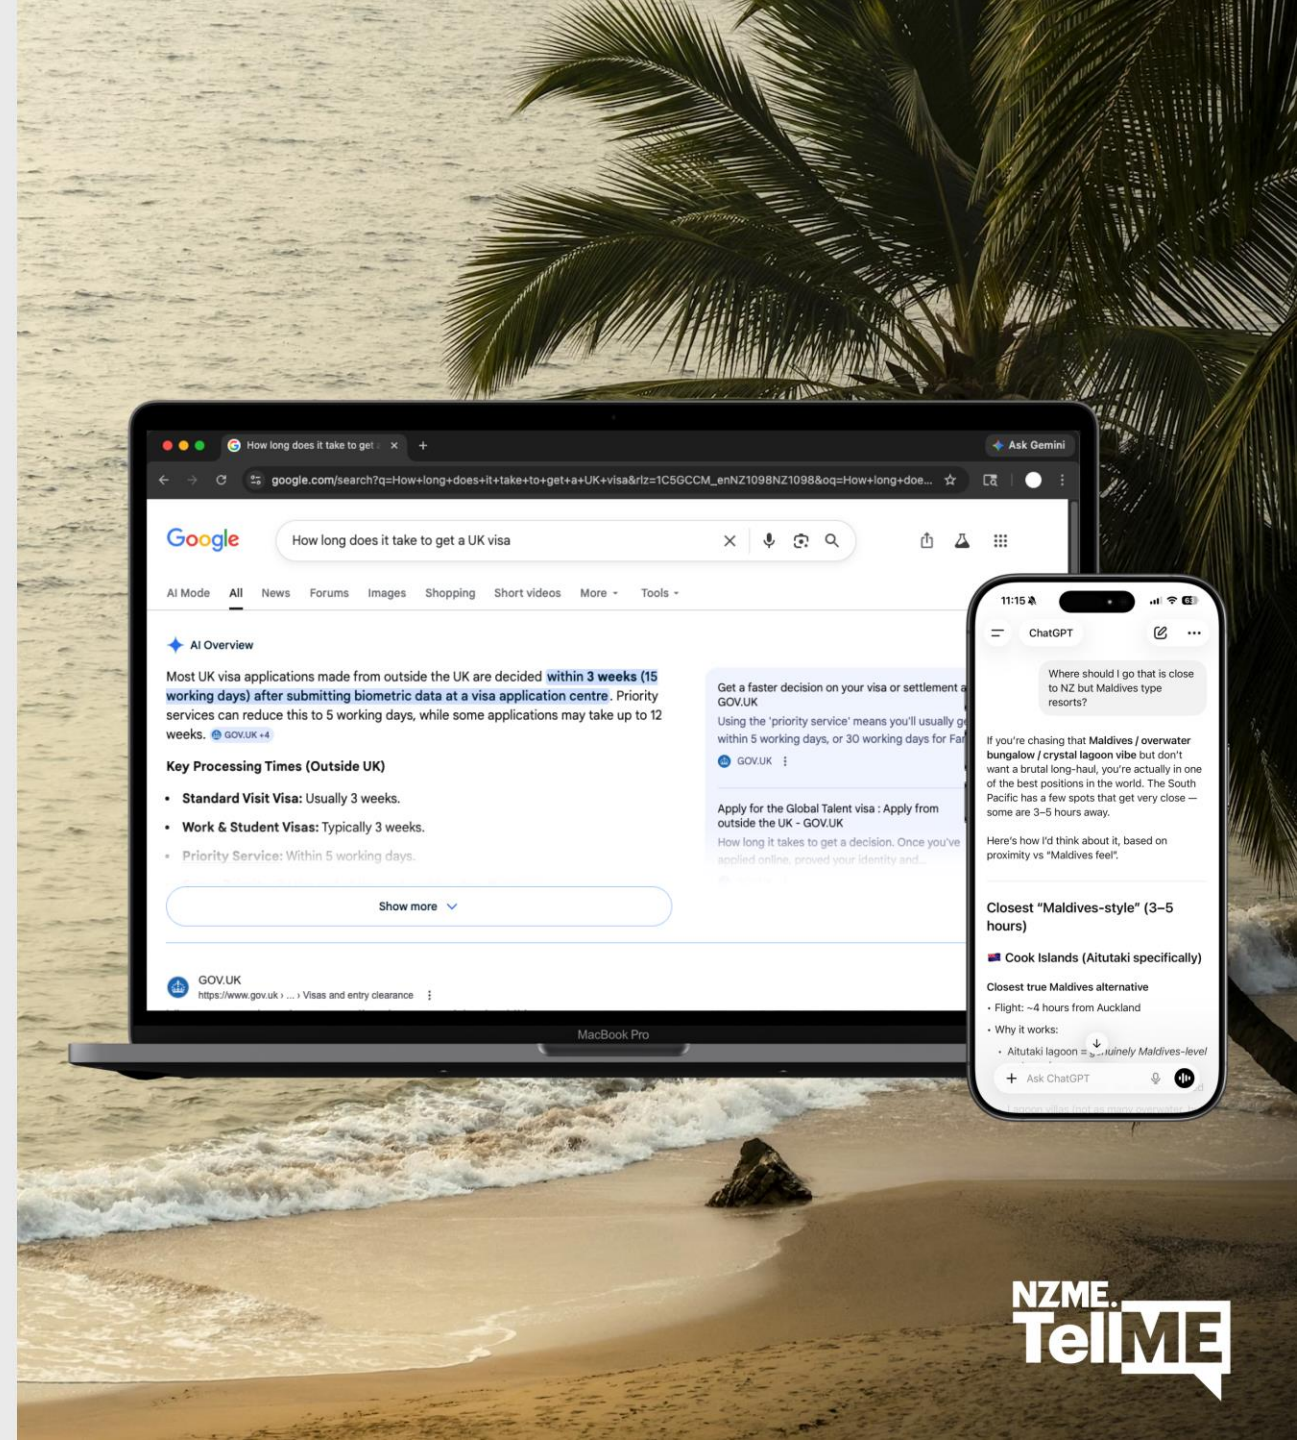 How long does it take to get
Ask Gemini
google.com/search?q=How+long+does+it+take+to+get+a+UK+visa&rlz=1C5GCCM_enNZ1098NZ1098&oq=How+long+doe...
Google
How long does it take to get a UK visa
AI Mode All News Forums Images Shopping Short videos More Tools
AI Overview
Most UK visa applications made from outside the UK are decided within 3 weeks (15
working days) after submitting biometric data at a visa application centre. Priority
services can reduce this to 5 working days, while some applications may take up to 12
weeks. GOV.UK +4
Key Processing Times (Outside UK)
• Standard Visit Visa: Usually 3 weeks.
• Work & Student Visas: Typically 3 weeks.
• Priority Service: Within 5 working days.
Show more
GOV.UK
https://www.gov.uk › ... › Visas and entry clearance
Get a faster decision on your visa or settlement a
GOV.UK
Using the 'priority service' means you'll usually ge
within 5 working days, or 30 working days for Fam
GOV.UK
Apply for the Global Talent visa : Apply from
outside the UK - GOV.UK
How long it takes to get a decision. Once you've
applied online, proved your identity and...
MacBook Pro
11:15
ChatGPT
Where should I go that is close
to NZ but Maldives type
resorts?
If you're chasing that Maldives / overwater
bungalow / crystal lagoon vibe but don't
want a brutal long-haul, you're actually in one
of the best positions in the world. The South
Pacific has a few spots that get very close —
some are 3–5 hours away.
Here's how I'd think about it, based on
proximity vs "Maldives feel".
Closest "Maldives-style" (3–5
hours)
Cook Islands (Aitutaki specifically)
Closest true Maldives alternative
• Flight: ~4 hours from Auckland
• Why it works:
• Aitutaki lagoon = genuinely Maldives-level
Ask ChatGPT
NZME.
TellME